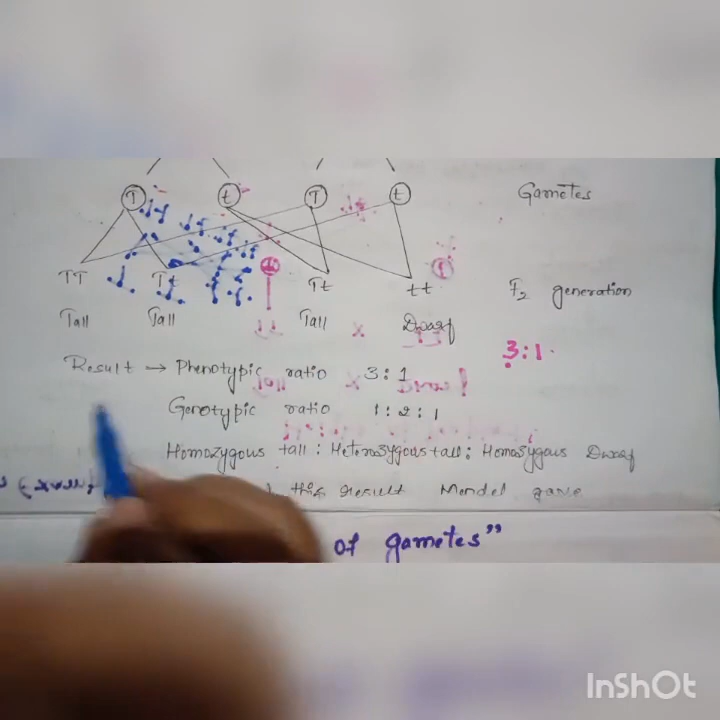 T t T t Gametes
TT Tt Tt tt F2 generation
Tall Tall Tall Dwarf
3:1
Result → Phenotypic ratio 3:1
Genotypic ratio 1:2:1
Homozygous tall : Heterozygous tall : Homozygous Dwarf
this result Mendel gave
of gametes”
InShOt